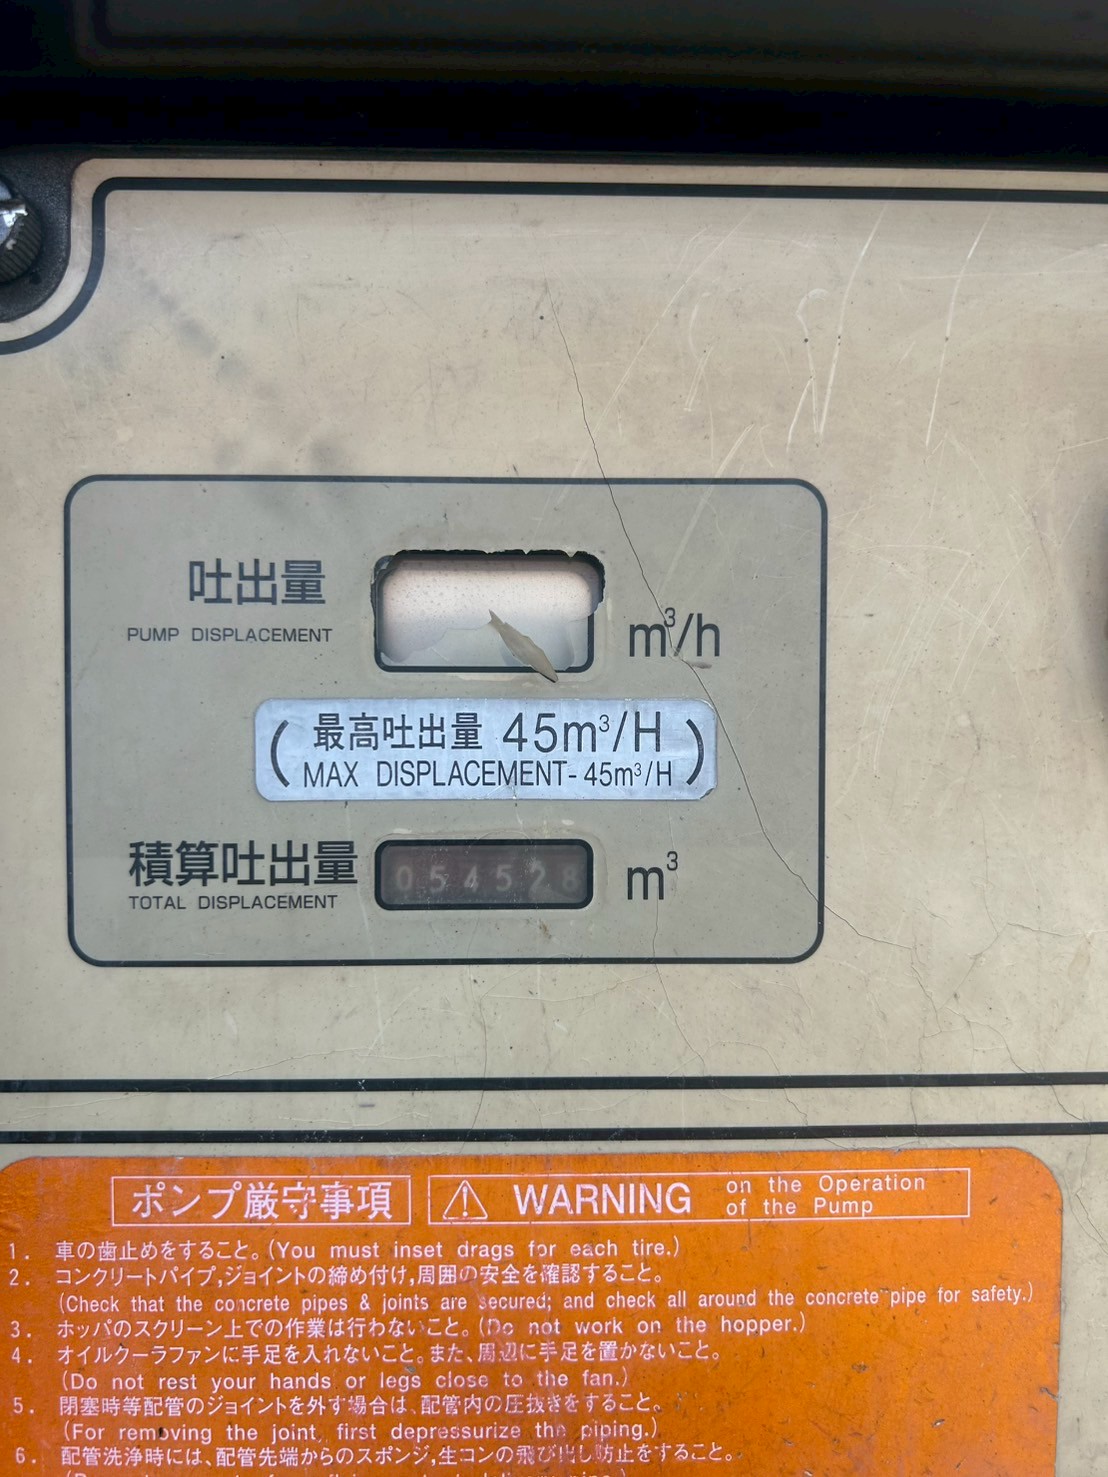 吐出量
PUMP DISPLACEMENT
m³/h
(最高吐出量 45m³/H)
MAX DISPLACEMENT-45m³/H
積算吐出量
TOTAL DISPLACEMENT
054528
m³
ポンプ厳守事項
WARNING on the Operation
of the Pump
1. 車の歯止めをすること。(You must inset drags for each tire.)
2. コンクリートパイプ,ジョイントの締め付け,周囲の安全を確認すること。
(Check that the concrete pipes & joints are secured; and check all around the concrete pipe for safety.)
3. ホッパのスクリーン上での作業は行わないこと。(Do not work on the hopper.)
4. オイルクーラファンに手足を入れないこと。また、周辺に手足を置かないこと。
(Do not rest your hands or legs close to the fan.)
5. 閉塞時等配管のジョイントを外す場合は、配管内の圧抜きをすること。
(For removing the joint, first depressurize the piping.)
6. 配管洗浄時には、配管先端からのスポンジ,生コンの飛び出し防止をすること。